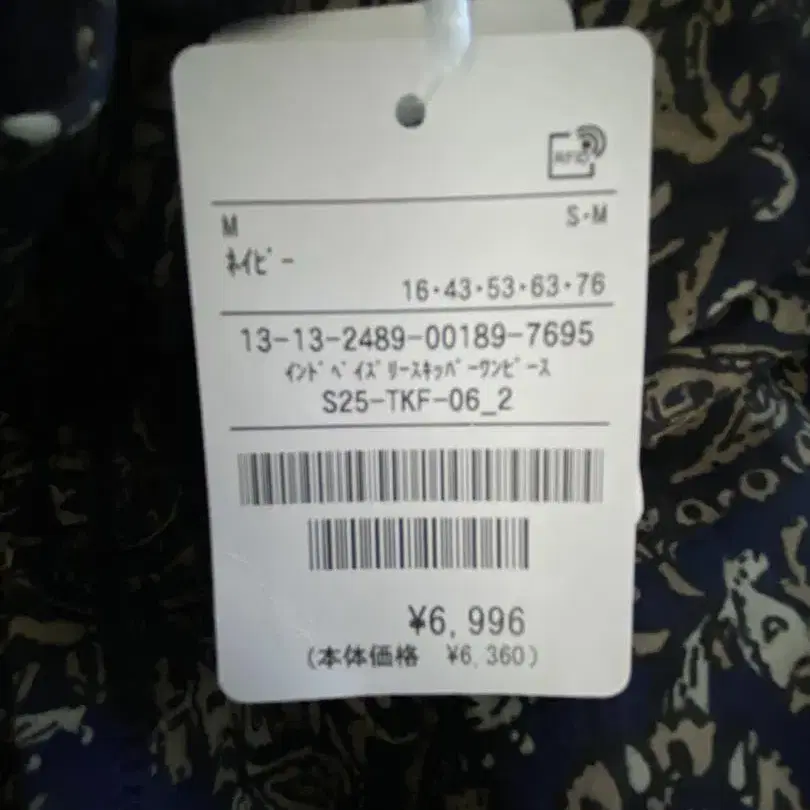 RFID
M S·M
ﾈｲﾋﾞｰ
16·43·53·63·76
13-13-2489-00189-7695
ｲﾝﾄﾞﾍﾟｲｽﾞﾘｰｽｷｯﾊﾟｰﾜﾝﾋﾟｰｽ
S25-TKF-06_2
¥6,996
(本体価格 ¥6,360)